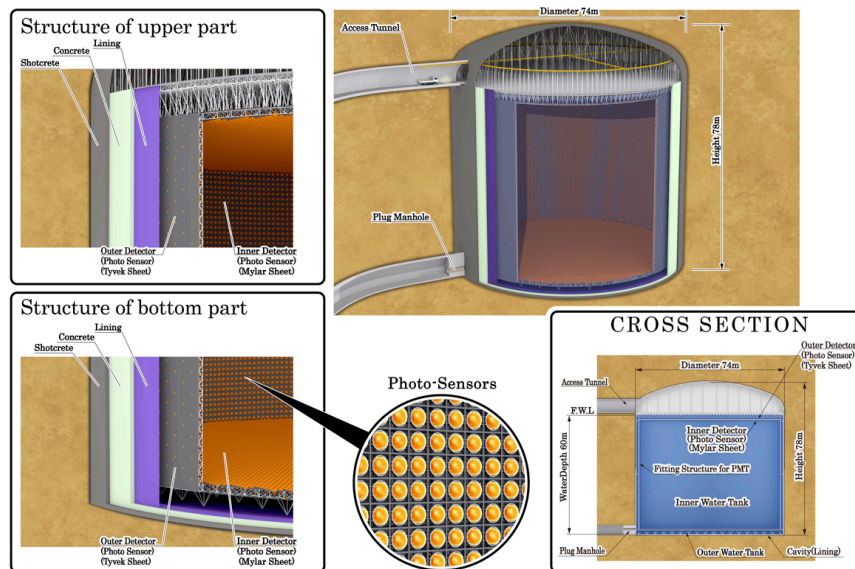 Structure of upper part
Lining
Concrete
Shotcrete
Outer Detector
(Photo Sensor)
(Tyvek Sheet)
Inner Detector
(Photo Sensor)
(Mylar Sheet)
Diameter 74m
Access Tunnel
Height 78m
Plug Manhole
Structure of bottom part
Lining
Concrete
Shotcrete
Outer Detector
(Photo Sensor)
(Tyvek Sheet)
Inner Detector
(Photo Sensor)
(Mylar Sheet)
Photo-Sensors
CROSS SECTION
Outer Detector
(Photo Sensor)
(Tyvek Sheet)
Diameter 74m
Access Tunnel
F.W.L
Inner Detector
(Photo Sensor)
(Mylar Sheet)
Fitting Structure for PMT
WaterDepth 60m
Height 78m
Inner Water Tank
Plug Manhole
Outer Water Tank
Cavity(Lining)